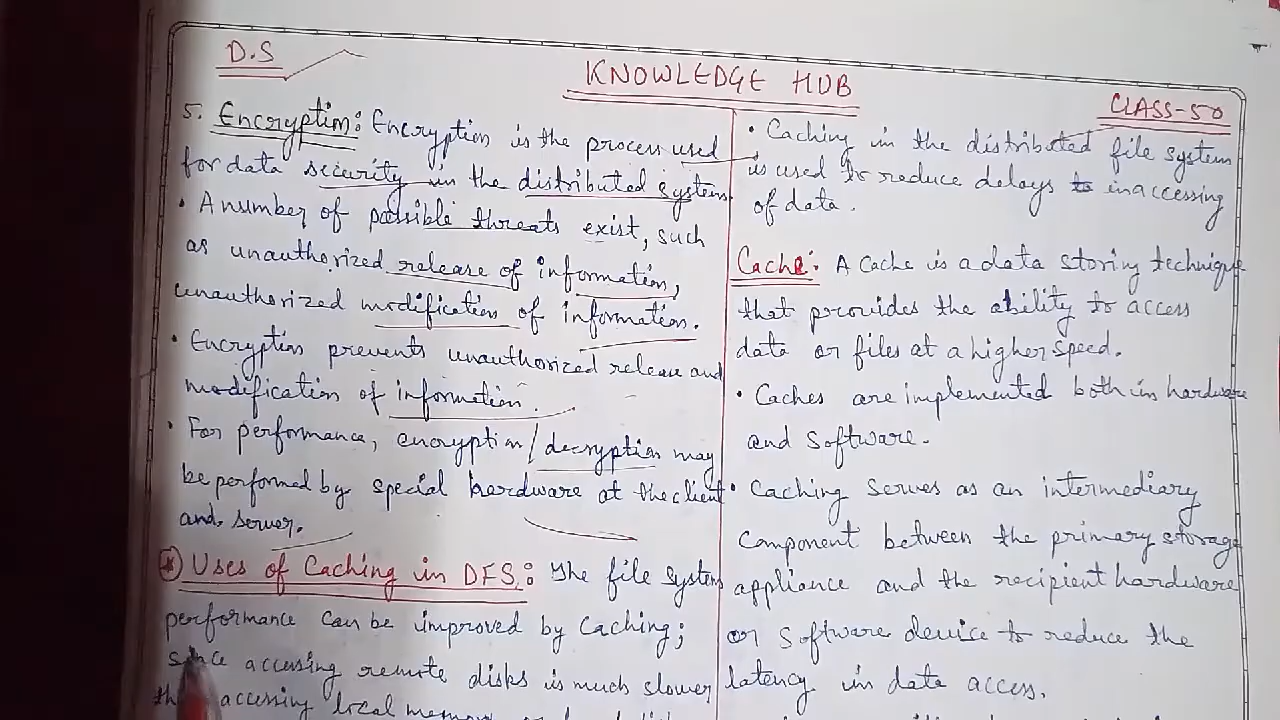 D.S
KNOWLEDGE HUB
CLASS-50
5. Encryption: Encryption is the process used
for data security in the distributed systems
• A number of possible threats exist, such
as unauthorized release of information,
unauthorized modification of information.
• Encryption prevents unauthorized release and
modification of information.
• For performance, encryption/decryption may
be performed by special hardware at the client
and server.
* Uses of Caching in DFS: The file system
performance can be improved by caching;
since accessing remote disks is much slower
than accessing local memory
• Caching in the distributed file system
is used to reduce delays in accessing
of data.
Cache: A Cache is a data storing technique
that provides the ability to access
data or files at a higher speed.
• Caches are implemented both in hardware
and software.
• Caching serves as an intermediary
component between the primary storage
appliance and the recipient hardware
or software device to reduce the
latency in data access.